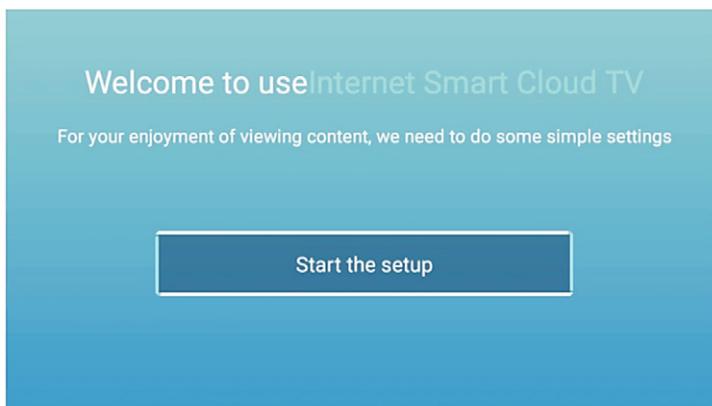 Welcome to useInternet Smart Cloud TV
For your enjoyment of viewing content, we need to do some simple settings
Start the setup